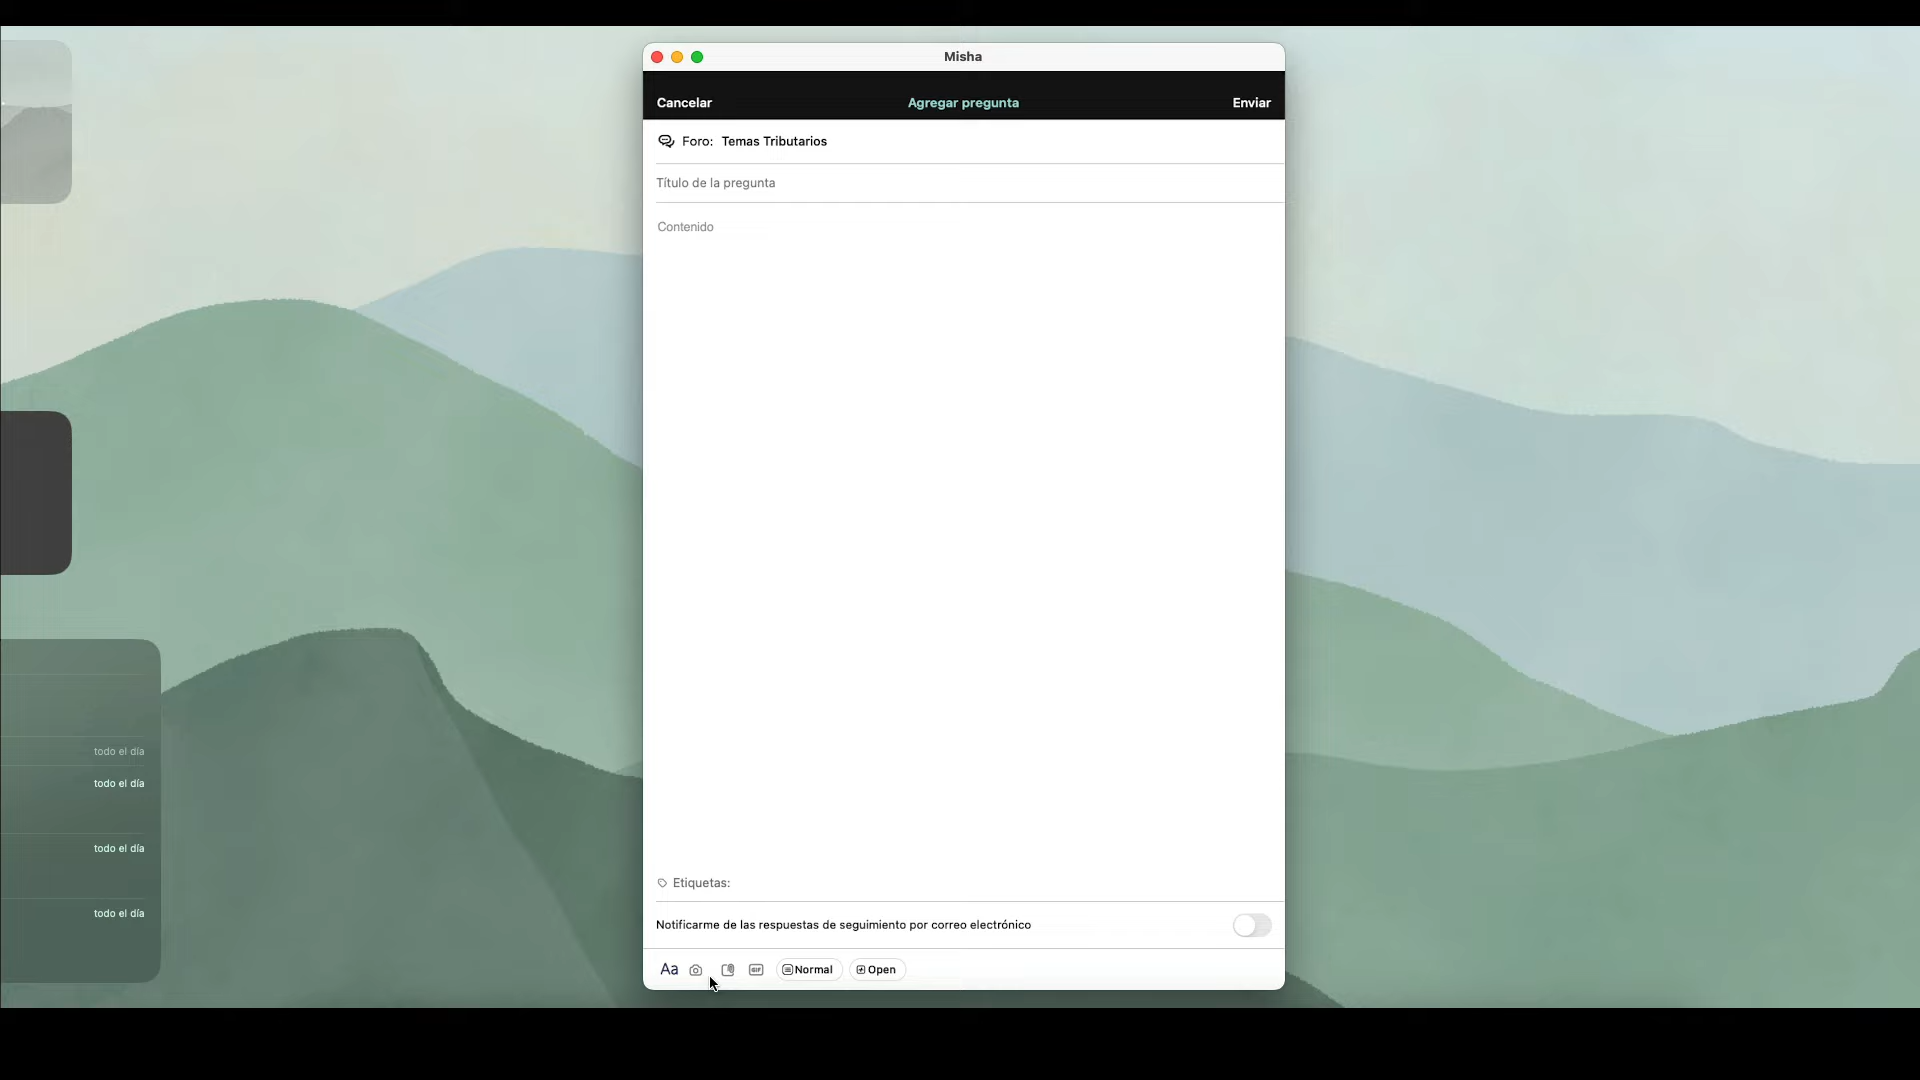 Misha
Cancelar Agregar pregunta Enviar
Foro: Temas Tributarios
Título de la pregunta
Contenido
todo el día
todo el día
todo el día
todo el día
Etiquetas:
Notificarme de las respuestas de seguimiento por correo electrónico
Aa GIF Normal Open